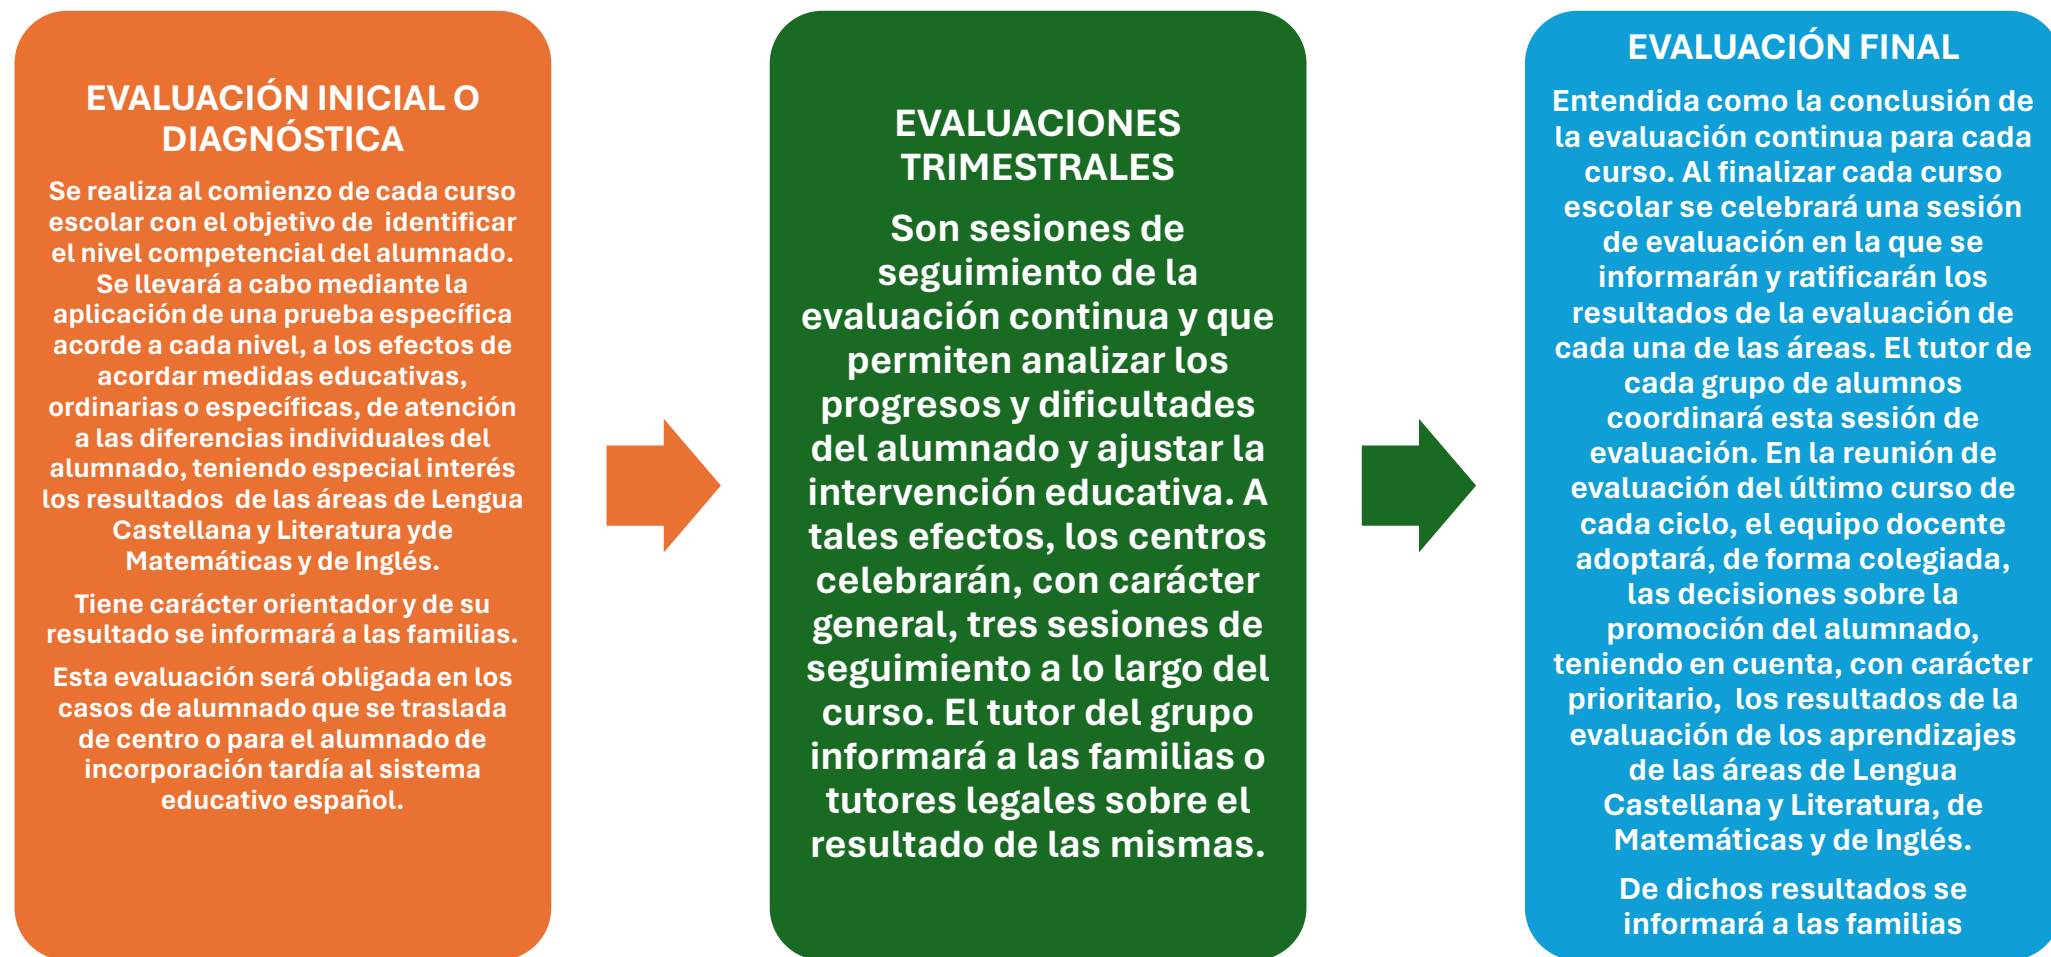 EVALUACIÓN INICIAL O
DIAGNÓSTICA
Se realiza al comienzo de cada curso
escolar con el objetivo de  identificar
el nivel competencial del alumnado.
Se llevará a cabo mediante la
aplicación de una prueba específica
acorde a cada nivel, a los efectos de
acordar medidas educativas,
ordinarias o específicas, de atención
a las diferencias individuales del
alumnado, teniendo especial interés
los resultados  de las áreas de Lengua
Castellana y Literatura yde
Matemáticas y de Inglés.
Tiene carácter orientador y de su
resultado se informará a las familias.
Esta evaluación será obligada en los
casos de alumnado que se traslada
de centro o para el alumnado de
incorporación tardía al sistema
educativo español.
EVALUACIONES
TRIMESTRALES
Son sesiones de
seguimiento de la
evaluación continua y que
permiten analizar los
progresos y dificultades
del alumnado y ajustar la
intervención educativa. A
tales efectos, los centros
celebrarán, con carácter
general, tres sesiones de
seguimiento a lo largo del
curso. El tutor del grupo
informará a las familias o
tutores legales sobre el
resultado de las mismas.
EVALUACIÓN FINAL
Entendida como la conclusión de
la evaluación continua para cada
curso. Al finalizar cada curso
escolar se celebrará una sesión
de evaluación en la que se
informarán y ratificarán los
resultados de la evaluación de
cada una de las áreas. El tutor de
cada grupo de alumnos
coordinará esta sesión de
evaluación. En la reunión de
evaluación del último curso de
cada ciclo, el equipo docente
adoptará, de forma colegiada,
las decisiones sobre la
promoción del alumnado,
teniendo en cuenta, con carácter
prioritario,  los resultados de la
evaluación de los aprendizajes
de las áreas de Lengua
Castellana y Literatura, de
Matemáticas y de Inglés.
De dichos resultados se
informará a las familias